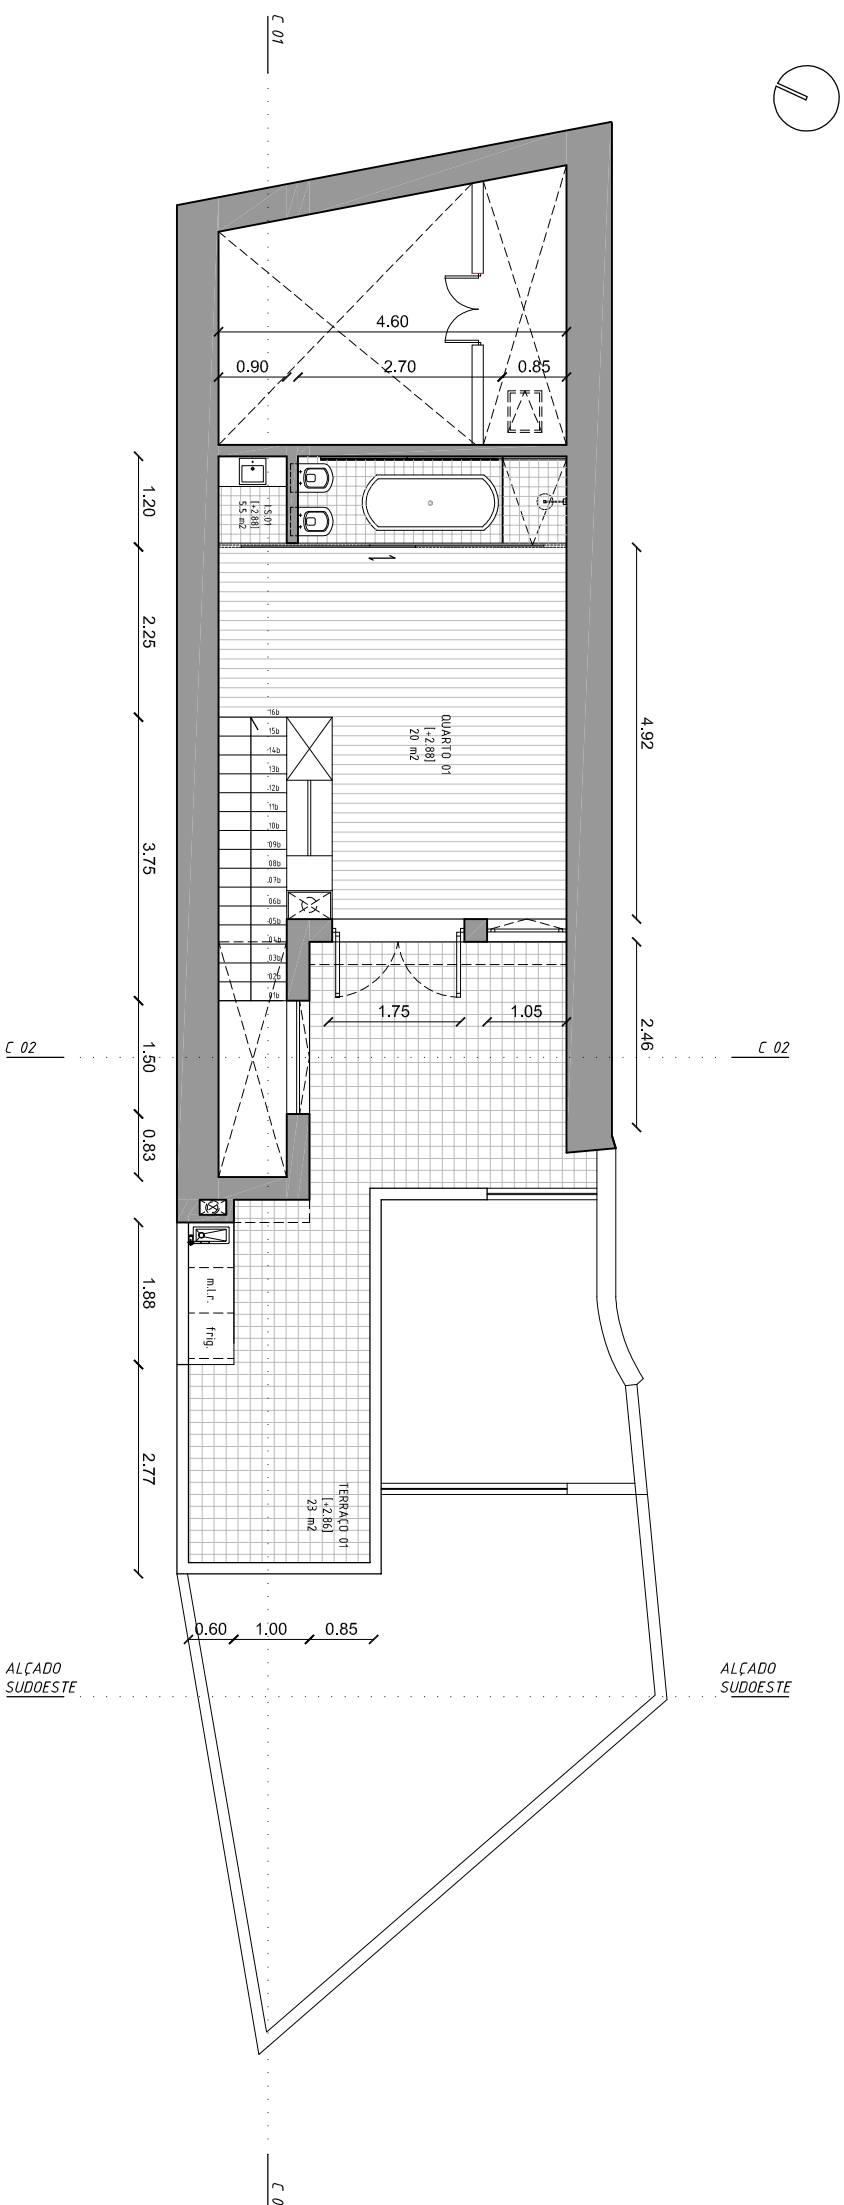 C 01
4.60
0.90
2.70
0.85
1.20
I.S.01
[+2.88]
5.5 m2
2.25
4.92
QUARTO 01
[+2.88]
20 m2
16b
15b
14b
13b
12b
11b
10b
09b
08b
07b
06b
05b
04b
03b
02b
01b
3.75
1.75
1.05
2.46
C 02
C 02
1.50
0.83
1.88
m.l.r.
frig.
2.77
TERRAÇO 01
[+2.86]
23 m2
0.60
1.00
0.85
ALÇADO
SUDOESTE
ALÇADO
SUDOESTE
C 0